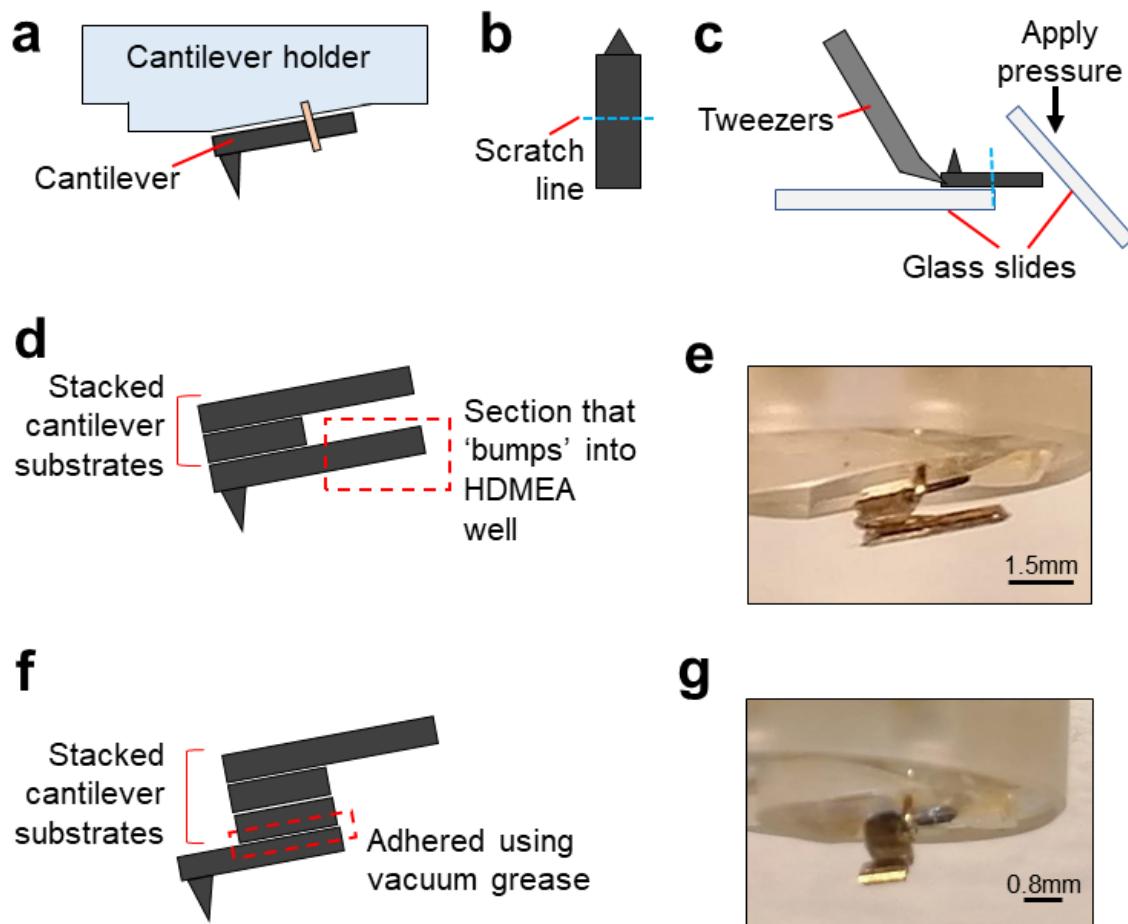 a
Cantilever holder
Cantilever
b
Scratch
line
c
Apply
pressure
Tweezers
Glass slides
d
Stacked
cantilever
substrates
Section that
‘bumps’ into
HDMEA
well
e
1.5mm
f
Stacked
cantilever
substrates
Adhered using
vacuum grease
g
0.8mm